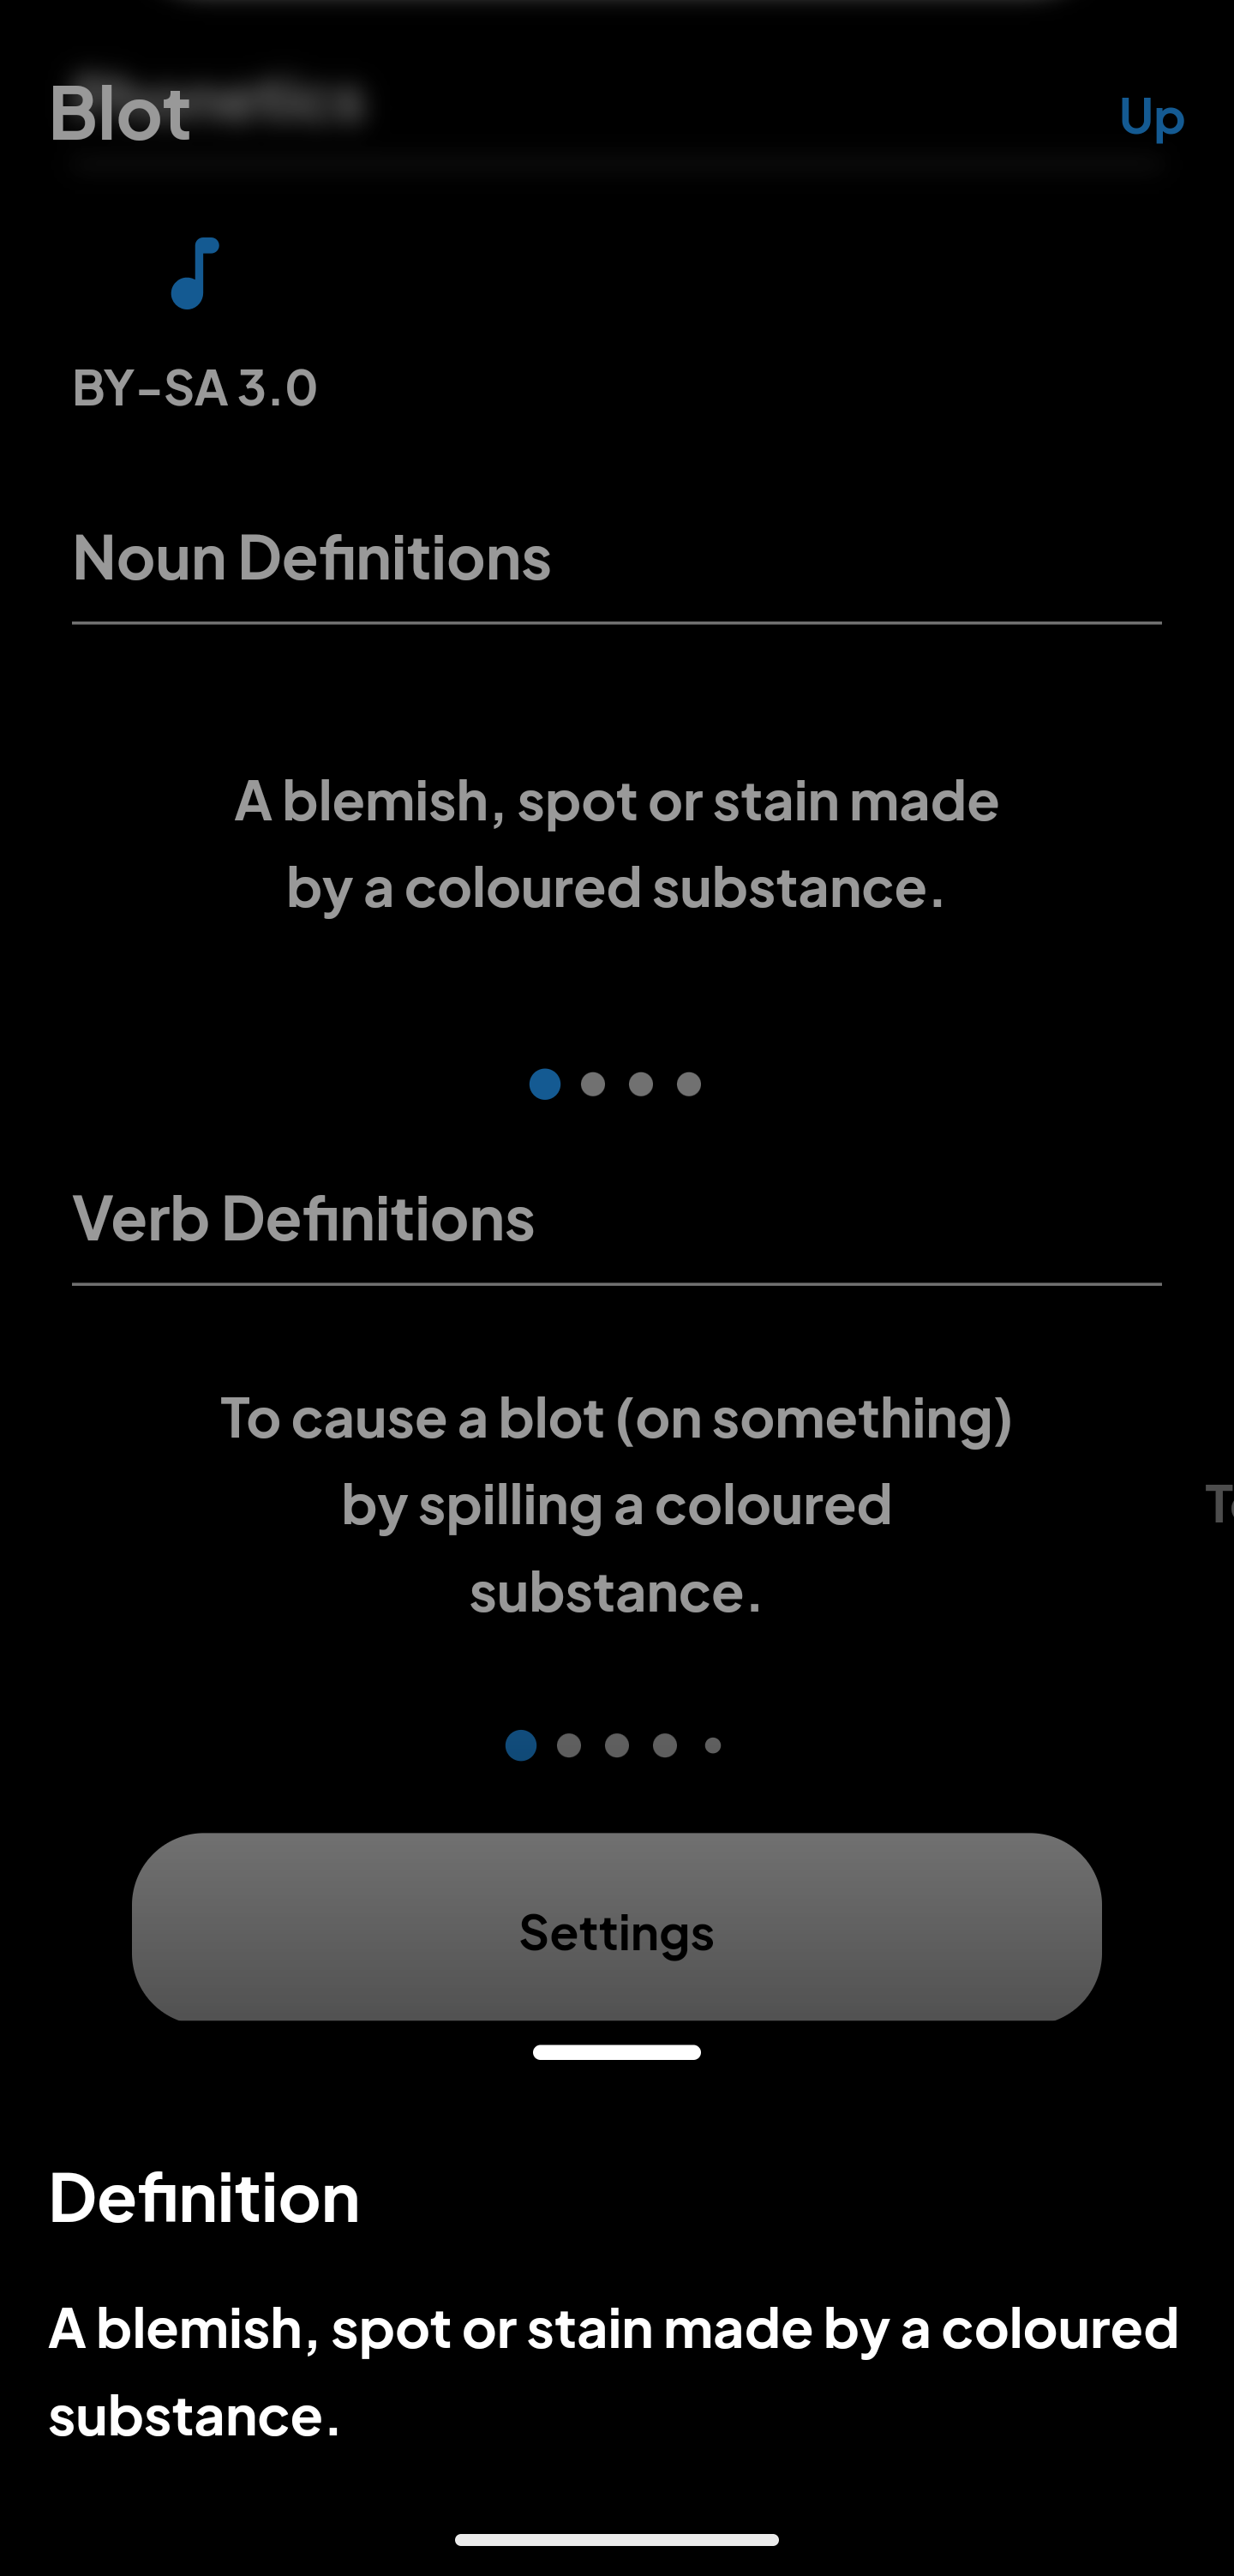 Blot
Up
BY-SA 3.0
Noun Definitions
A blemish, spot or stain made
by a coloured substance.
Verb Definitions
To cause a blot (on something)
by spilling a coloured
substance.
Settings
Definition
A blemish, spot or stain made by a coloured
substance.